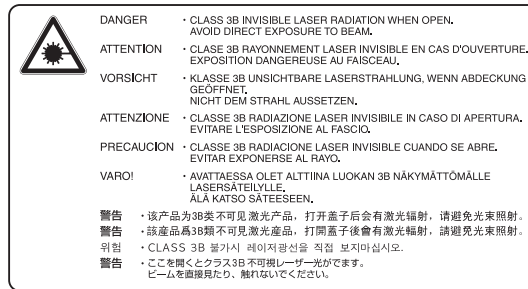 DANGER ・CLASS 3B INVISIBLE LASER RADIATION WHEN OPEN.
AVOID DIRECT EXPOSURE TO BEAM.
ATTENTION ・CLASE 3B RAYONNEMENT LASER INVISIBLE EN CAS D'OUVERTURE.
EXPOSITION DANGEREUSE AU FAISCEAU.
VORSICHT ・KLASSE 3B UNSICHTBARE LASERSTRAHLUNG, WENN ABDECKUNG
GEÖFFNET.
NICHT DEM STRAHL AUSSETZEN.
ATTENZIONE ・CLASSE 3B RADIAZIONE LASER INVISIBILE IN CASO DI APERTURA.
EVITARE L'ESPOSIZIONE AL FASCIO.
PRECAUCION ・CLASSE 3B RADIACIONE LASER INVISIBLE CUANDO SE ABRE.
EVITAR EXPONERSE AL RAYO.
VARO! ・AVATTAESSA OLET ALTTIINA LUOKAN 3B NÄKYMÄTTÖMÄLLE
LASERSÄTEILYLLE.
ÄLÄ KATSO SÄTEESEEN.
警告 ・该产品为3B类不可见激光产品，打开盖子后会有激光辐射，请避免光束照射。
警告 ・該産品爲3B類不可見激光産品，打開蓋子後會有激光輻射，請避免光束照射。
위험 ・CLASS 3B 불가시 레이저광선을 직접 보지마십시오.
警告 ・ここを開くとクラス3B 不可視レーザー光がでます。
ビームを直接見たり、触れないでください。